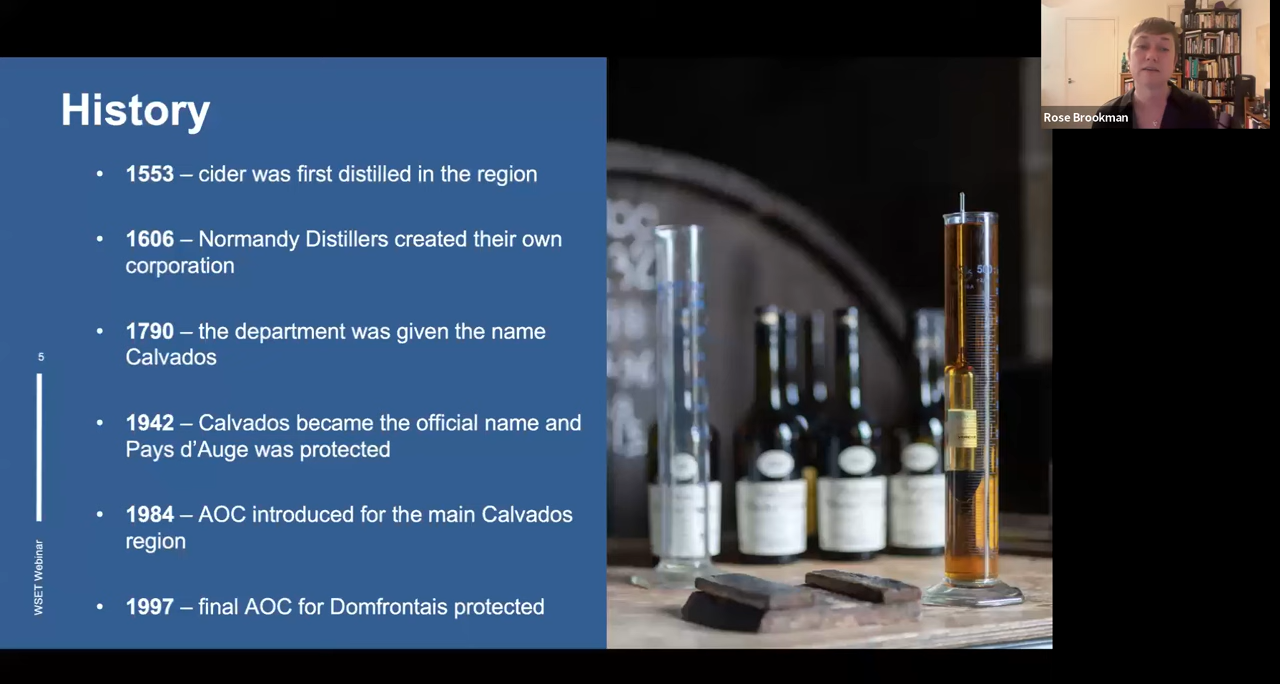 History
• 1553 – cider was first distilled in the region
• 1606 – Normandy Distillers created their own
corporation
• 1790 – the department was given the name
Calvados
• 1942 – Calvados became the official name and
Pays d’Auge was protected
• 1984 – AOC introduced for the main Calvados
region
• 1997 – final AOC for Domfrontais protected
5
WSET Webinar
Rose Brookman